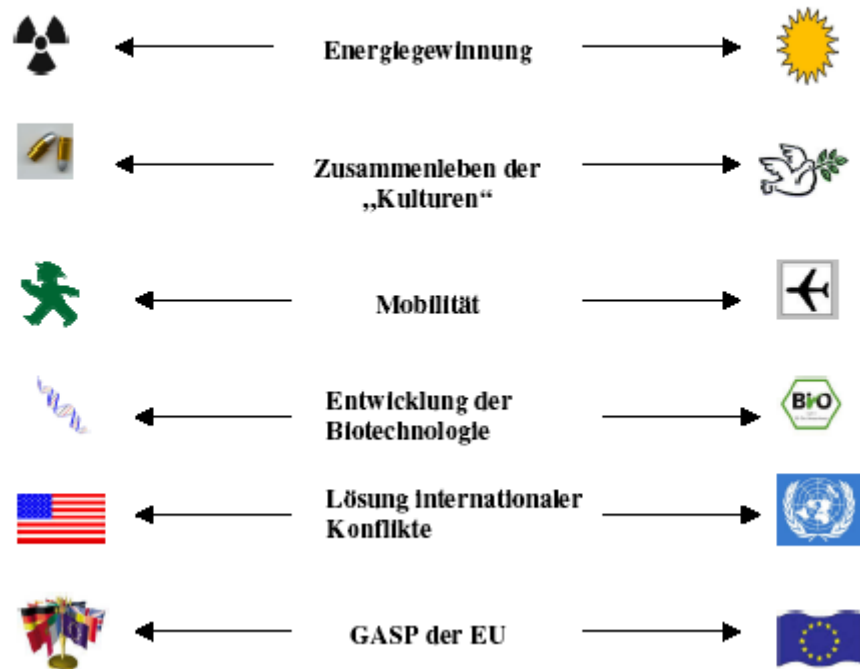 Energiegewinnung
Zusammenleben der
„Kulturen“
Mobilität
Entwicklung der
Biotechnologie
BIO
Lösung internationaler
Konflikte
GASP der EU